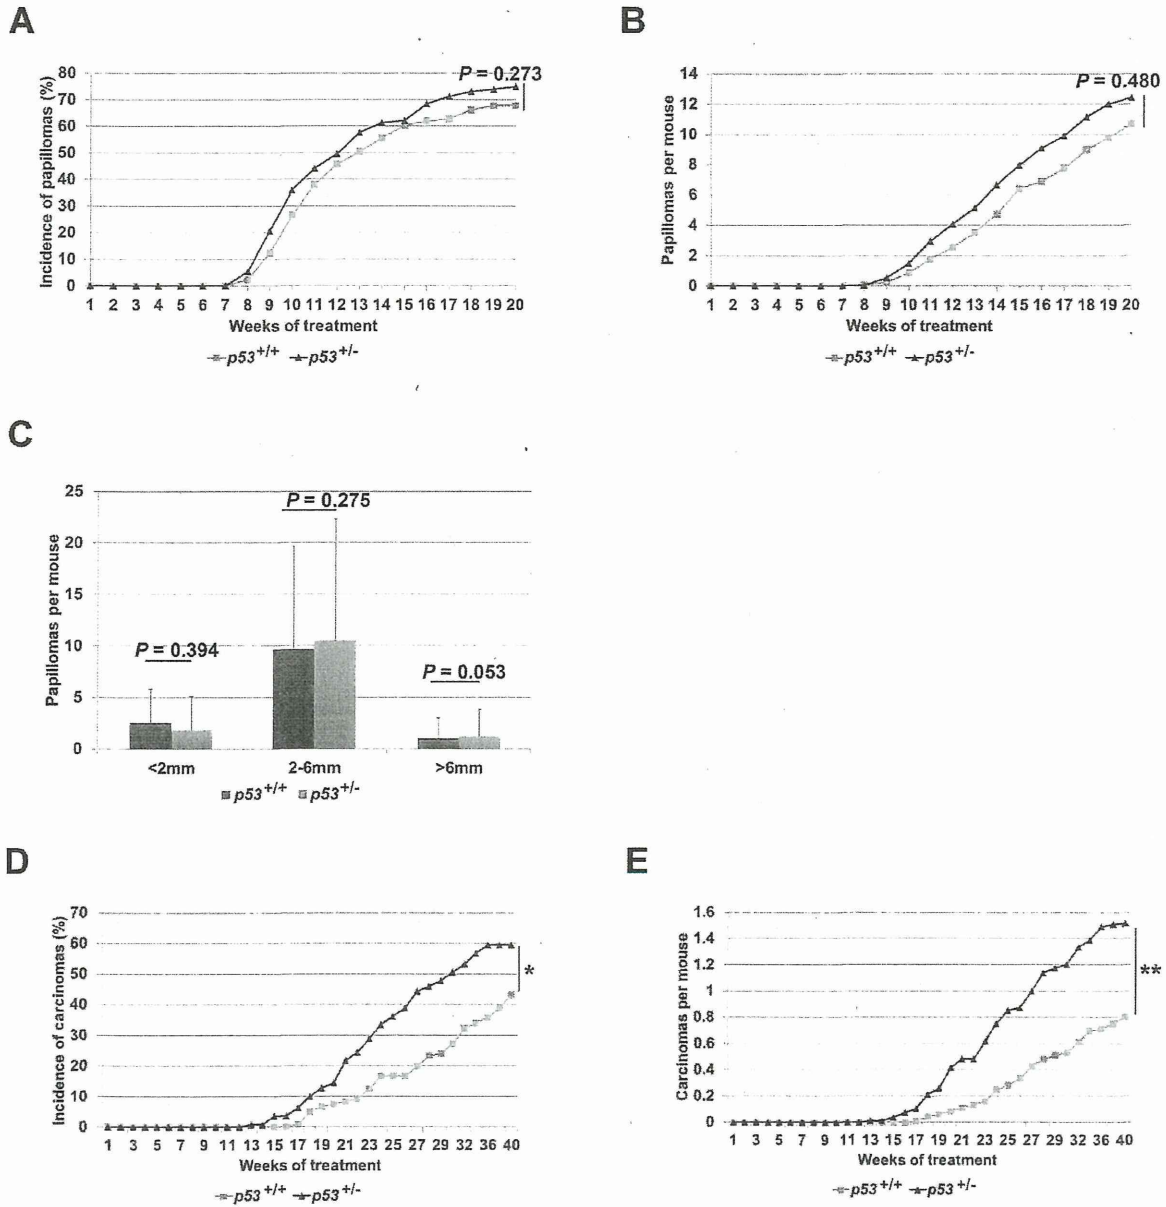 A
Incidence of papillomas (%)
80
70
60
50
40
30
20
10
0
P = 0.273
1 2 3 4 5 6 7 8 9 10 11 12 13 14 15 16 17 18 19 20
Weeks of treatment
p53+/+ p53+/-
B
Papillomas per mouse
14
12
10
8
6
4
2
0
P = 0.480
1 2 3 4 5 6 7 8 9 10 11 12 13 14 15 16 17 18 19 20
Weeks of treatment
p53+/+ p53+/-
C
Papillomas per mouse
25
20
15
10
5
0
P = 0.394
P = 0.275
P = 0.053
<2mm 2-6mm >6mm
p53+/+ p53+/-
D
Incidence of carcinomas (%)
70
60
50
40
30
20
10
0
*
1 3 5 7 9 11 13 15 17 19 21 23 25 27 29 32 36 40
Weeks of treatment
p53+/+ p53+/-
E
Carcinomas per mouse
1.6
1.4
1.2
1
0.8
0.6
0.4
0.2
0
**
1 3 5 7 9 11 13 15 17 19 21 23 25 27 29 32 36 40
Weeks of treatment
p53+/+ p53+/-